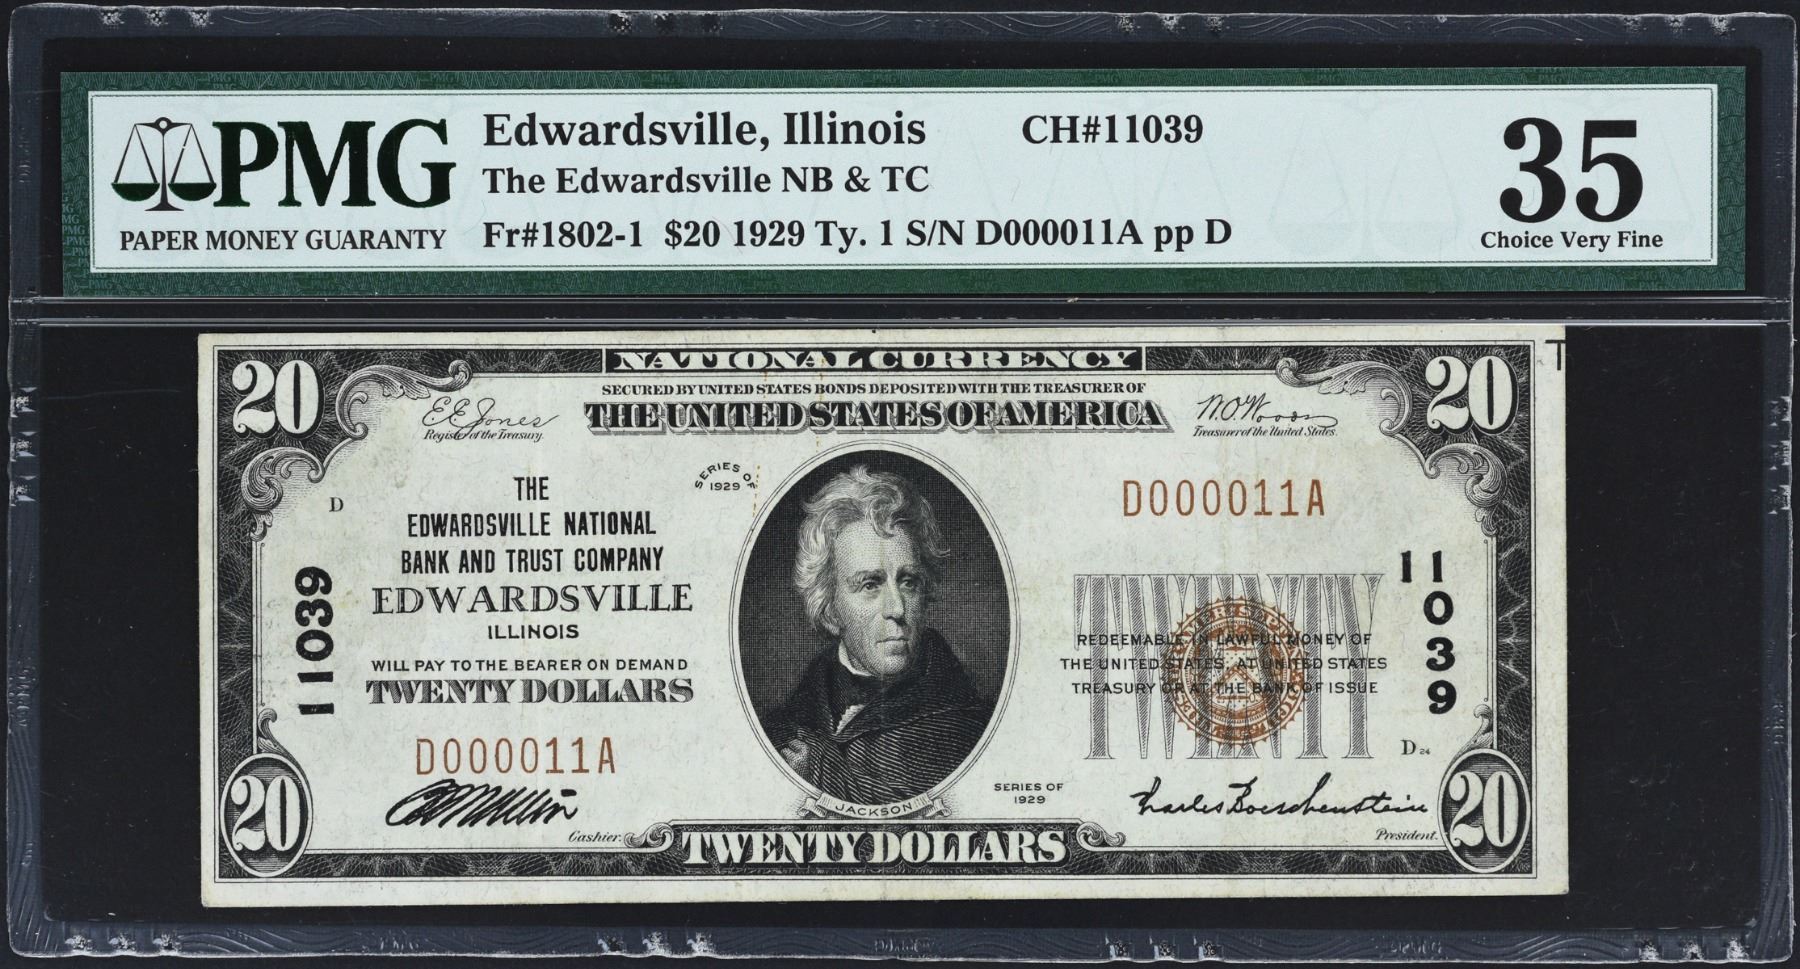 PMG
PAPER MONEY GUARANTY
Edwardsville, Illinois CH#11039
The Edwardsville NB & TC
Fr#1802-1 $20 1929 Ty. 1 S/N D000011A pp D
35
Choice Very Fine
NATIONAL CURRENCY
SECURED BY UNITED STATES BONDS DEPOSITED WITH THE TREASURER OF
THE UNITED STATES OF AMERICA
20
20
T
E.E. Jones
Register of the Treasury.
W.O. Woods
Treasurer of the United States.
SERIES OF
1929
D
THE
EDWARDSVILLE NATIONAL
BANK AND TRUST COMPANY
EDWARDSVILLE
ILLINOIS
WILL PAY TO THE BEARER ON DEMAND
TWENTY DOLLARS
11039
D000011A
D000011A
11039
TWENTY
REDEEMABLE IN LAWFUL MONEY OF
THE UNITED STATES, AT UNITED STATES
TREASURY OR AT THE BANK OF ISSUE
D 24
SERIES OF
1929
JACKSON
Cashier.
Charles Boeschenstein
President.
20
TWENTY DOLLARS
20